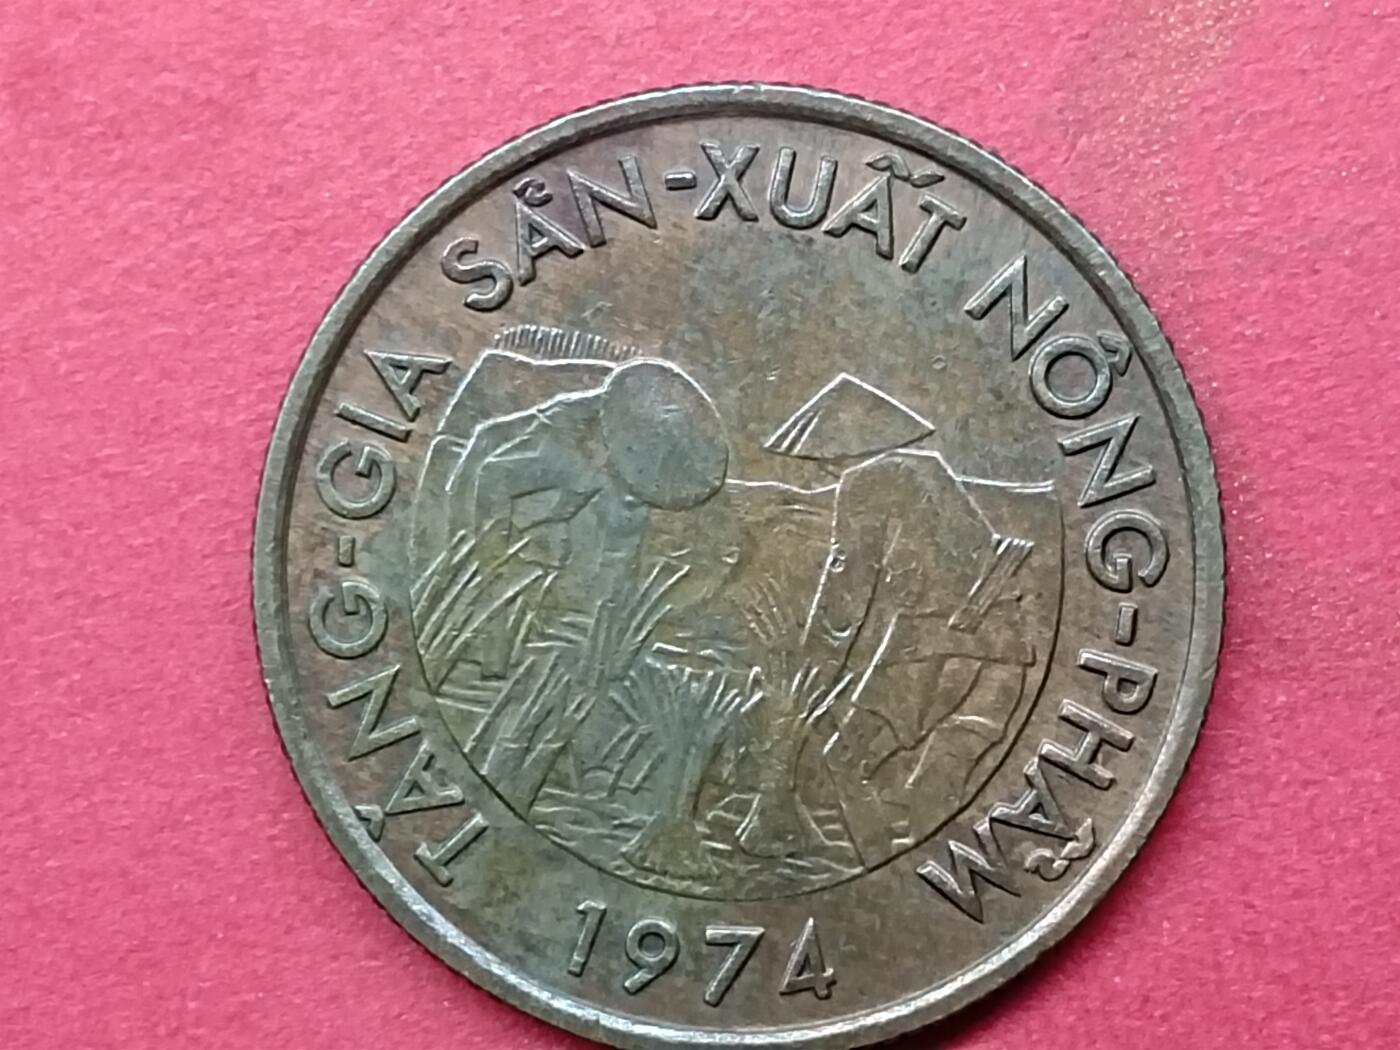 TĂNG-GIA SẢN-XUẤT NÔNG-PHẨM
1974